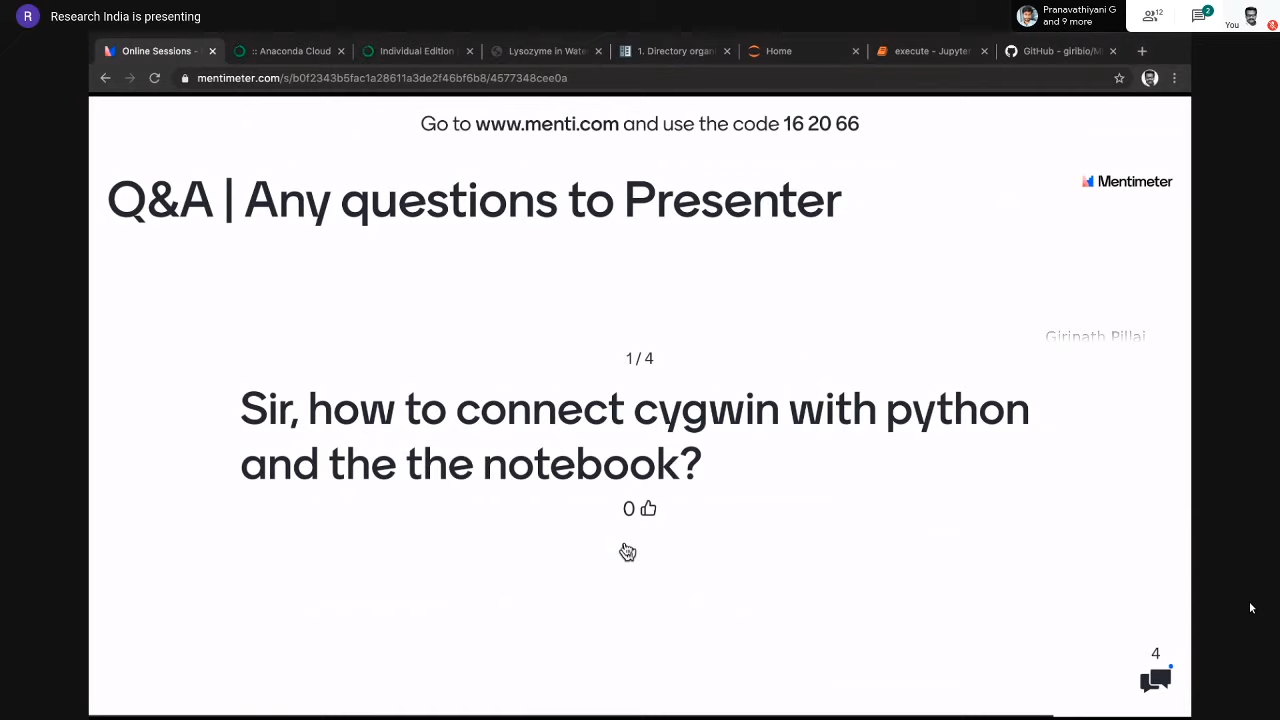 R Research India is presenting
Pranavathiyani G
and 9 more
12
2
You
Online Sessions -
:: Anaconda Cloud
Individual Edition
Lysozyme in Wate
1. Directory organ
Home
execute - Jupyter
GitHub - giribio/M
mentimeter.com/s/b0f2343b5fac1a28611a3de2f46bf6b8/4577348cee0a
Go to www.menti.com and use the code 16 20 66
Q&A | Any questions to Presenter
Mentimeter
Girinath Pillai
1 / 4
Sir, how to connect cygwin with python
and the the notebook?
0
4